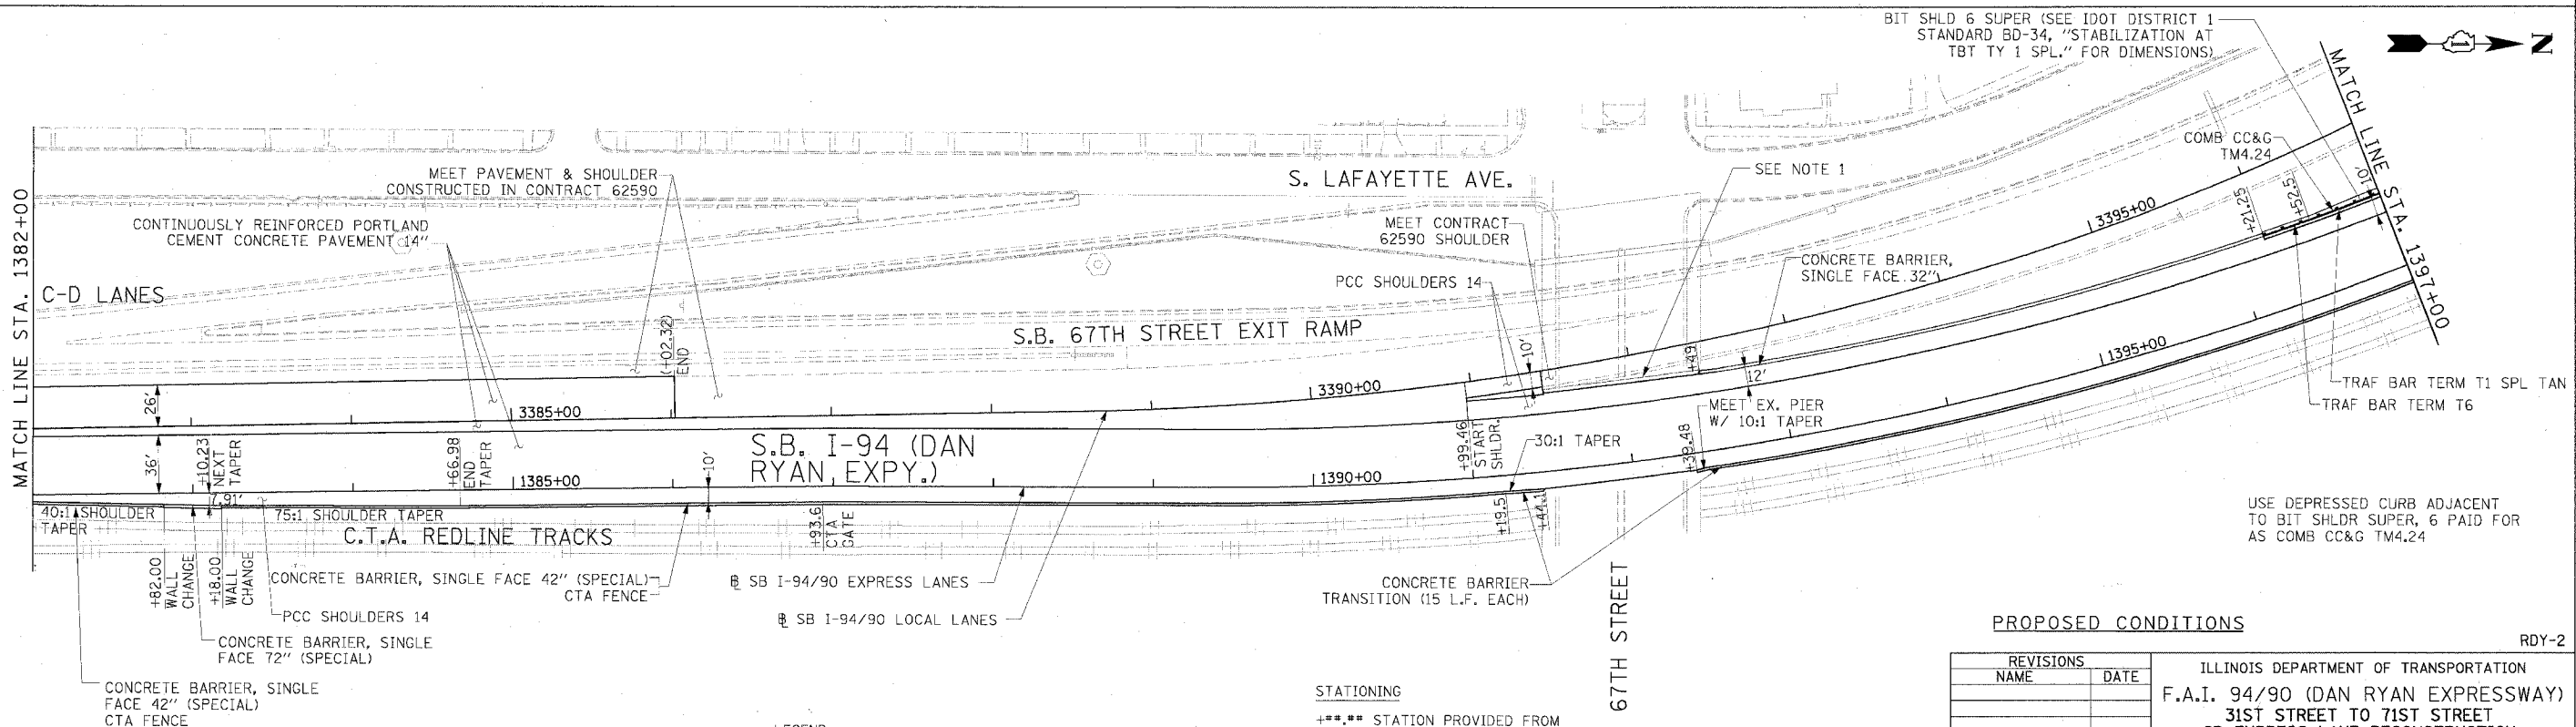 BIT SHLD 6 SUPER (SEE IDOT DISTRICT 1
STANDARD BD-34, "STABILIZATION AT
TBT TY 1 SPL." FOR DIMENSIONS)
N
MATCH LINE STA. 1382+00
MATCH LINE STA. 1397+00
MEET PAVEMENT & SHOULDER
CONSTRUCTED IN CONTRACT 62590
CONTINUOUSLY REINFORCED PORTLAND
CEMENT CONCRETE PAVEMENT 14"
C-D LANES
S. LAFAYETTE AVE.
SEE NOTE 1
COMB CC&G
TM4.24
+21.25
+52.5
10'
MEET CONTRACT
62590 SHOULDER
PCC SHOULDERS 14
CONCRETE BARRIER,
SINGLE FACE 32"
3395+00
S.B. 67TH STREET EXIT RAMP
(+02.32)
END
10'
+49
12'
26'
3385+00
3390+00
1395+00
TRAF BAR TERM T1 SPL TAN
TRAF BAR TERM T6
MEET EX. PIER
W/ 10:1 TAPER
36'
+10.23
NEXT
TAPER
+66.98
END
TAPER
S.B. I-94 (DAN
RYAN EXPY.)
+99.46
START
SHLDR.
30:1 TAPER
+39.48
7.91'
1385+00
10'
1390+00
40:1 SHOULDER
TAPER
75:1 SHOULDER TAPER
C.T.A. REDLINE TRACKS
+93.6
CTA
GATE
+19.5
+44.1
USE DEPRESSED CURB ADJACENT
TO BIT SHLDR SUPER, 6 PAID FOR
AS COMB CC&G TM4.24
+82.00
WALL
CHANGE
+18.00
WALL
CHANGE
CONCRETE BARRIER, SINGLE FACE 42" (SPECIAL)
CTA FENCE
SB I-94/90 EXPRESS LANES
SB I-94/90 LOCAL LANES
CONCRETE BARRIER
TRANSITION (15 L.F. EACH)
67TH STREET
PCC SHOULDERS 14
CONCRETE BARRIER, SINGLE
FACE 72" (SPECIAL)
CONCRETE BARRIER, SINGLE
FACE 42" (SPECIAL)
CTA FENCE
PROPOSED CONDITIONS
RDY-2
STATIONING
+**.** STATION PROVIDED FROM
REVISIONS
NAME DATE
ILLINOIS DEPARTMENT OF TRANSPORTATION
F.A.I. 94/90 (DAN RYAN EXPRESSWAY)
31ST STREET TO 71ST STREET